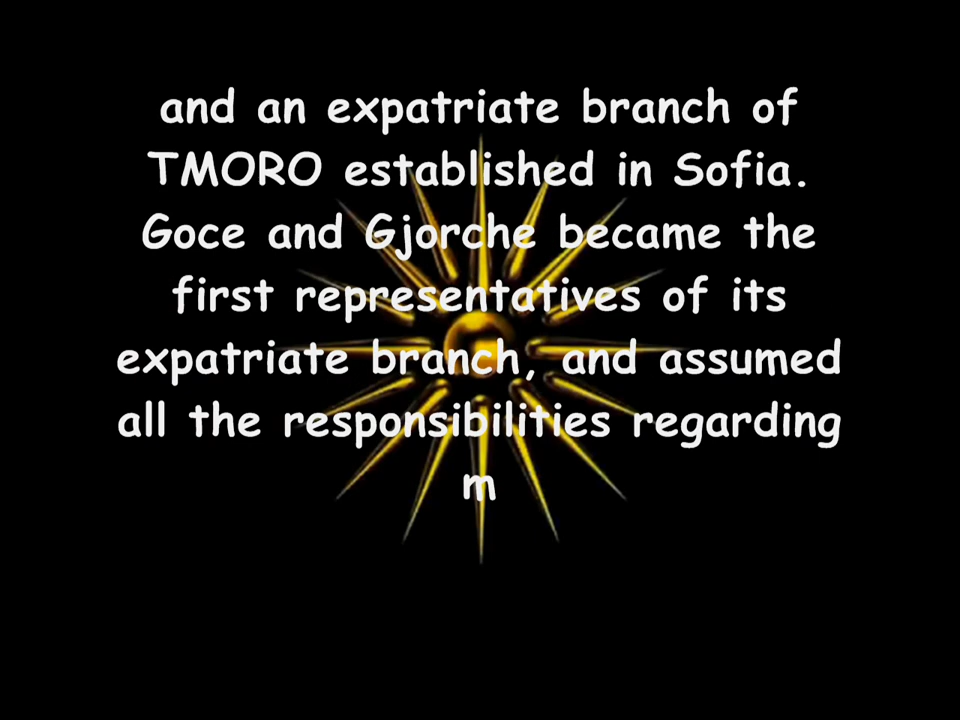 and an expatriate branch of
TMORO established in Sofia.
Goce and Gjorche became the
first representatives of its
expatriate branch, and assumed
all the responsibilities regarding
m